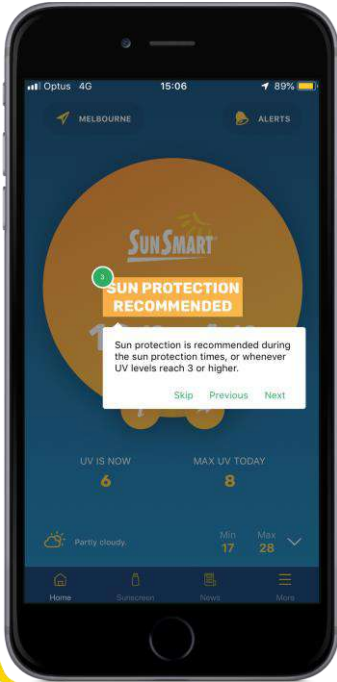 Optus 4G 15:06 89%
MELBOURNE ALERTS
SUNSMART
3
SUN PROTECTION
RECOMMENDED
Sun protection is recommended during
the sun protection times, or whenever
UV levels reach 3 or higher.
Skip Previous Next
UV IS NOW MAX UV TODAY
6 8
Partly cloudy. Min Max
17 28
Home Sunscreen News More